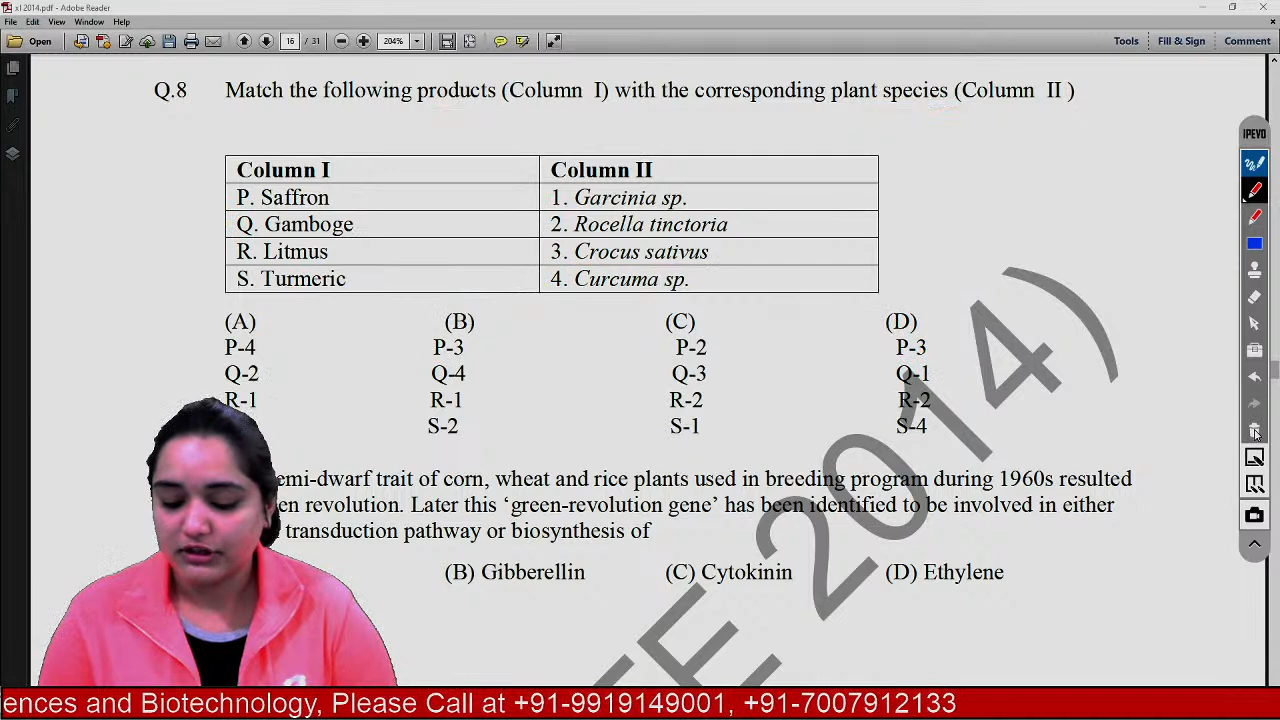 xl 2014.pdf - Adobe Reader
File Edit View Window Help
Open 16 / 31 204% Tools Fill & Sign Comment
Q.8 Match the following products (Column I) with the corresponding plant species (Column II )
IPEVO
Column I Column II
P. Saffron 1. Garcinia sp.
Q. Gamboge 2. Rocella tinctoria
R. Litmus 3. Crocus sativus
S. Turmeric 4. Curcuma sp.
(A) (B) (C) (D)
P-4 P-3 P-2 P-3
Q-2 Q-4 Q-3 Q-1
R-1 R-1 R-2 R-2
S-2 S-1 S-4
emi-dwarf trait of corn, wheat and rice plants used in breeding program during 1960s resulted
en revolution. Later this ‘green-revolution gene’ has been identified to be involved in either
transduction pathway or biosynthesis of
(B) Gibberellin (C) Cytokinin (D) Ethylene
E 2014)
ences and Biotechnology, Please Call at +91-9919149001, +91-7007912133